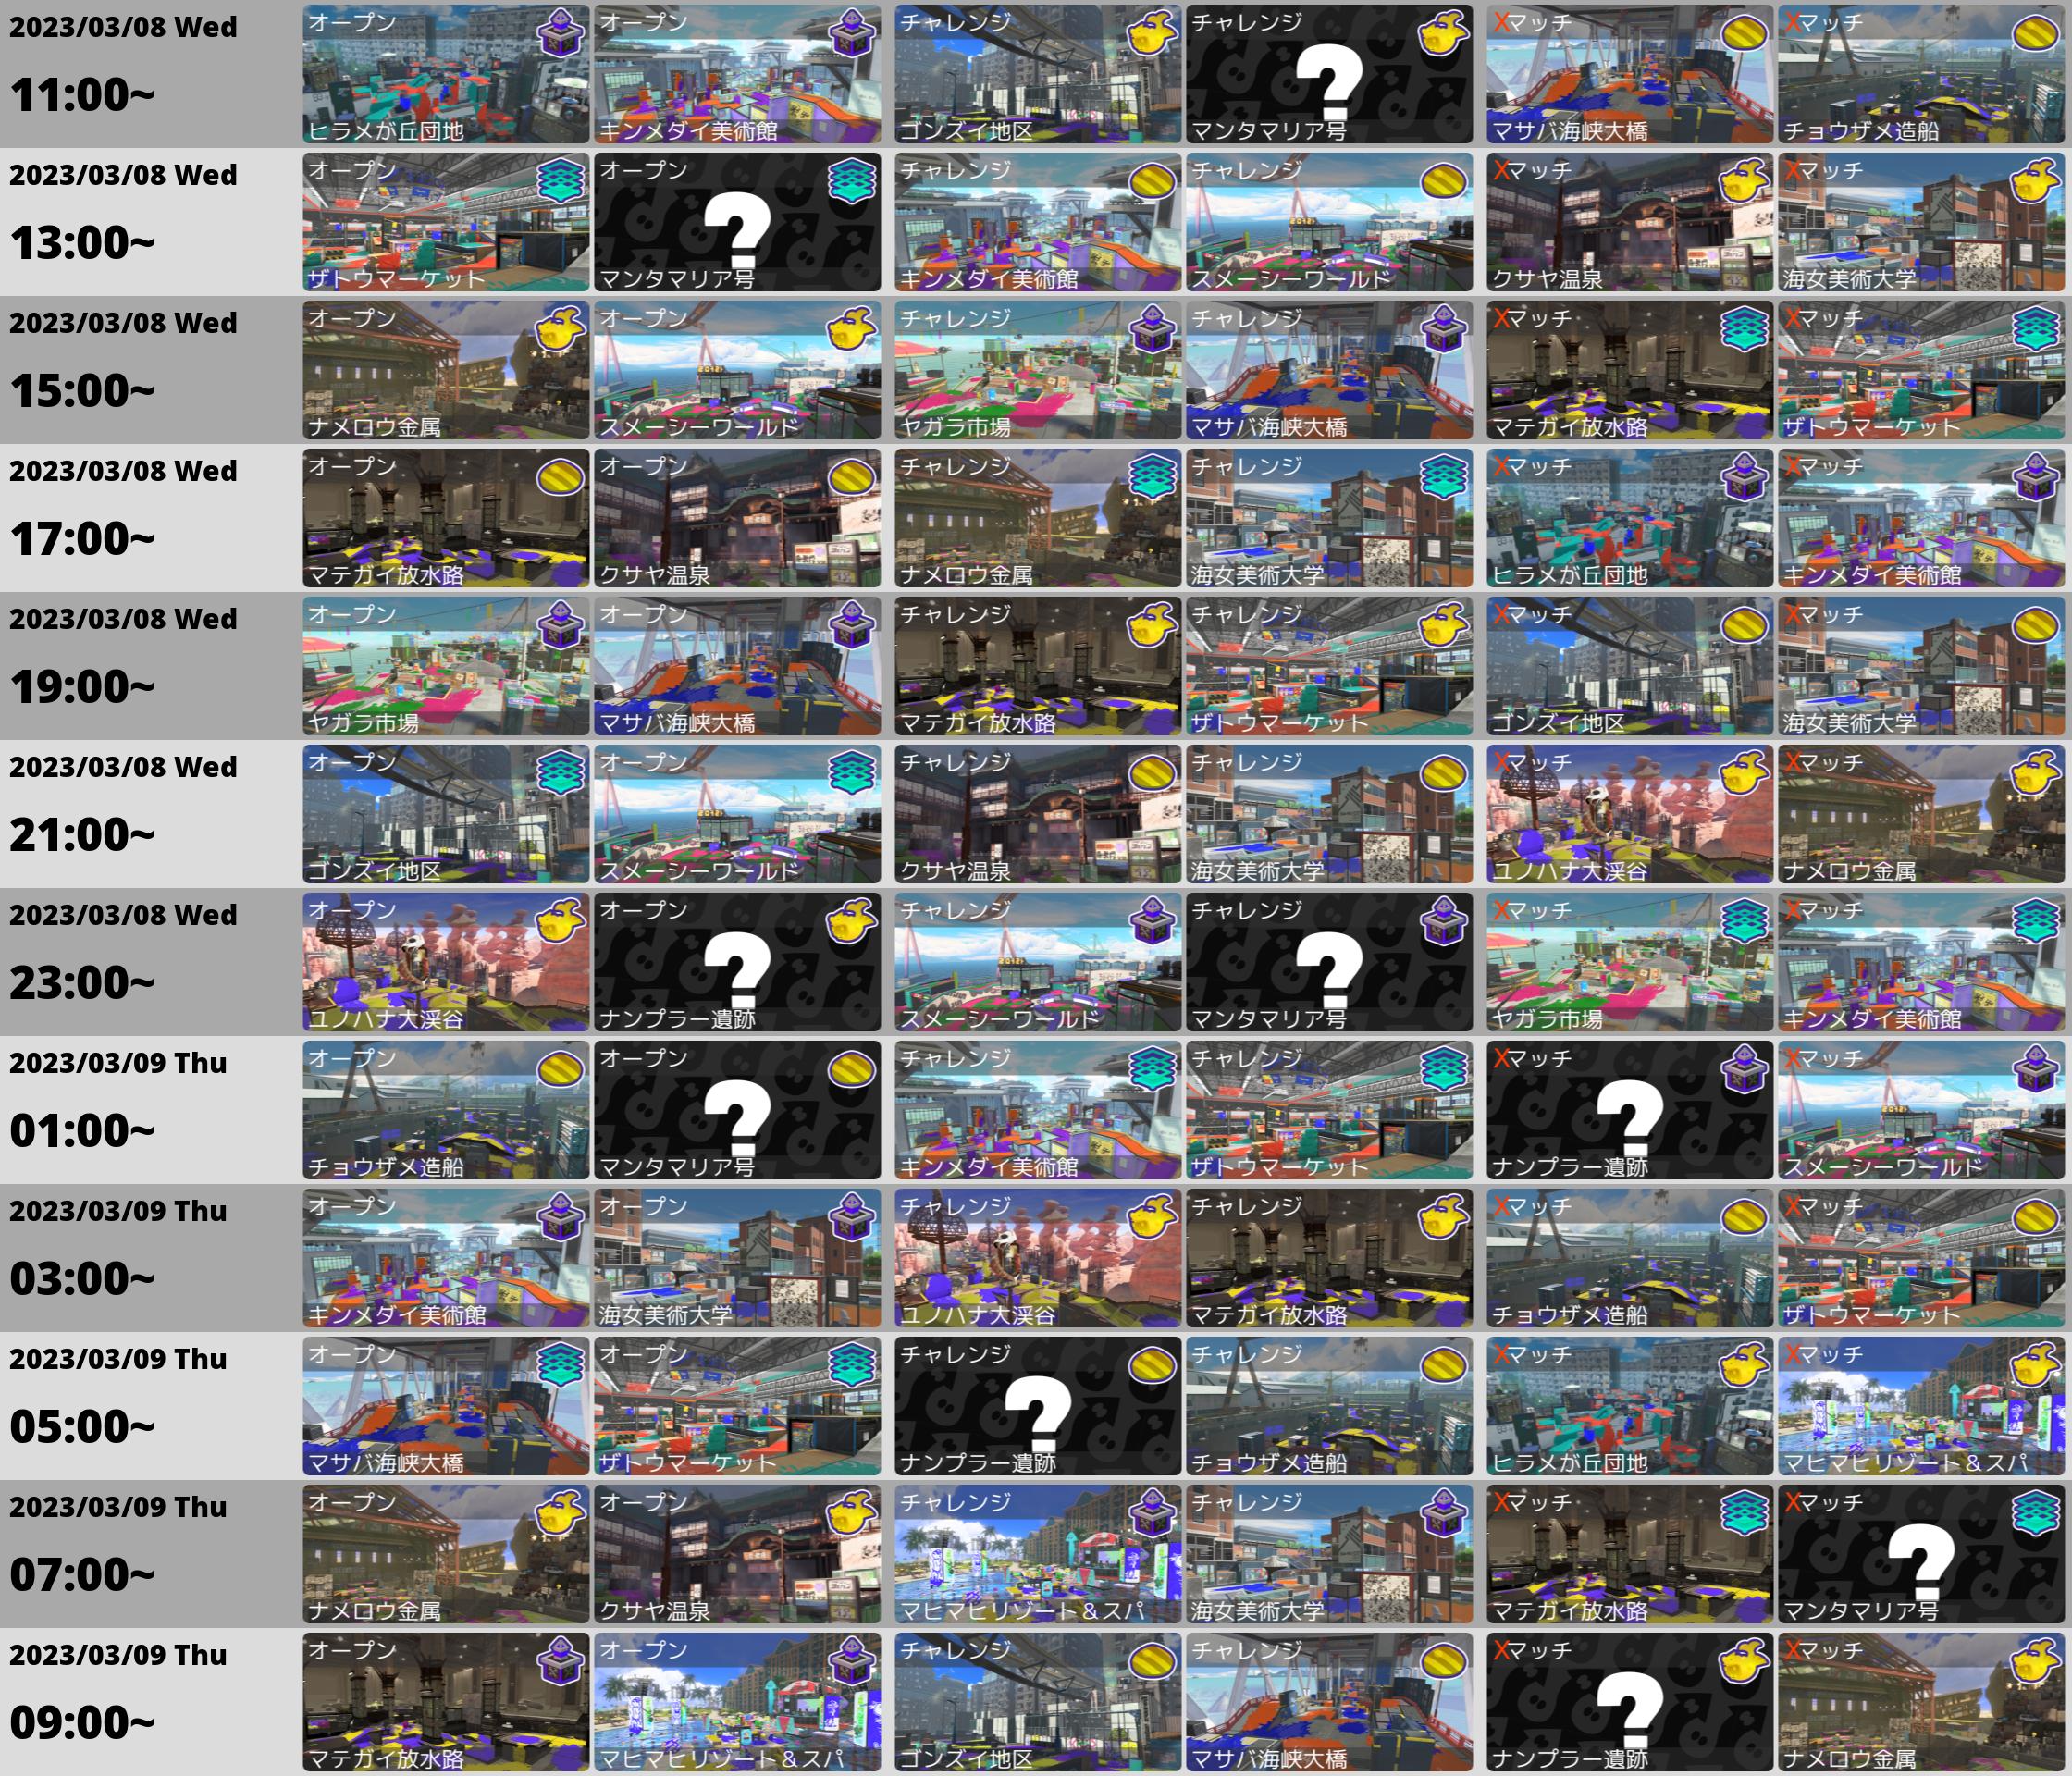 2023/03/08 Wed
11:00~
オープン オープン チャレンジ チャレンジ Xマッチ Xマッチ
ヒラメが丘団地 キンメダイ美術館 ゴンズイ地区 マンタマリア号 マサバ海峡大橋 チョウザメ造船
2023/03/08 Wed
13:00~
オープン オープン チャレンジ チャレンジ Xマッチ Xマッチ
ザトウマーケット マンタマリア号 キンメダイ美術館 スメーシーワールド クサヤ温泉 海女美術大学
2023/03/08 Wed
15:00~
オープン オープン チャレンジ チャレンジ Xマッチ Xマッチ
ナメロウ金属 スメーシーワールド ヤガラ市場 マサバ海峡大橋 マテガイ放水路 ザトウマーケット
2023/03/08 Wed
17:00~
オープン オープン チャレンジ チャレンジ Xマッチ Xマッチ
マテガイ放水路 クサヤ温泉 ナメロウ金属 海女美術大学 ヒラメが丘団地 キンメダイ美術館
2023/03/08 Wed
19:00~
オープン オープン チャレンジ チャレンジ Xマッチ Xマッチ
ヤガラ市場 マサバ海峡大橋 マテガイ放水路 ザトウマーケット ゴンズイ地区 海女美術大学
2023/03/08 Wed
21:00~
オープン オープン チャレンジ チャレンジ Xマッチ Xマッチ
ゴンズイ地区 スメーシーワールド クサヤ温泉 海女美術大学 ユノハナ大渓谷 ナメロウ金属
2023/03/08 Wed
23:00~
オープン オープン チャレンジ チャレンジ Xマッチ Xマッチ
ユノハナ大渓谷 ナンプラー遺跡 スメーシーワールド マンタマリア号 ヤガラ市場 キンメダイ美術館
2023/03/09 Thu
01:00~
オープン オープン チャレンジ チャレンジ Xマッチ Xマッチ
チョウザメ造船 マンタマリア号 キンメダイ美術館 ザトウマーケット ナンプラー遺跡 スメーシーワールド
2023/03/09 Thu
03:00~
オープン オープン チャレンジ チャレンジ Xマッチ Xマッチ
キンメダイ美術館 海女美術大学 ユノハナ大渓谷 マテガイ放水路 チョウザメ造船 ザトウマーケット
2023/03/09 Thu
05:00~
オープン オープン チャレンジ チャレンジ Xマッチ Xマッチ
マサバ海峡大橋 ザトウマーケット ナンプラー遺跡 チョウザメ造船 ヒラメが丘団地 マヒマヒリゾート＆スパ
2023/03/09 Thu
07:00~
オープン オープン チャレンジ チャレンジ Xマッチ Xマッチ
ナメロウ金属 クサヤ温泉 マヒマヒリゾート＆スパ 海女美術大学 マテガイ放水路 マンタマリア号
2023/03/09 Thu
09:00~
オープン オープン チャレンジ チャレンジ Xマッチ Xマッチ
マテガイ放水路 マヒマヒリゾート＆スパ ゴンズイ地区 マサバ海峡大橋 ナンプラー遺跡 ナメロウ金属